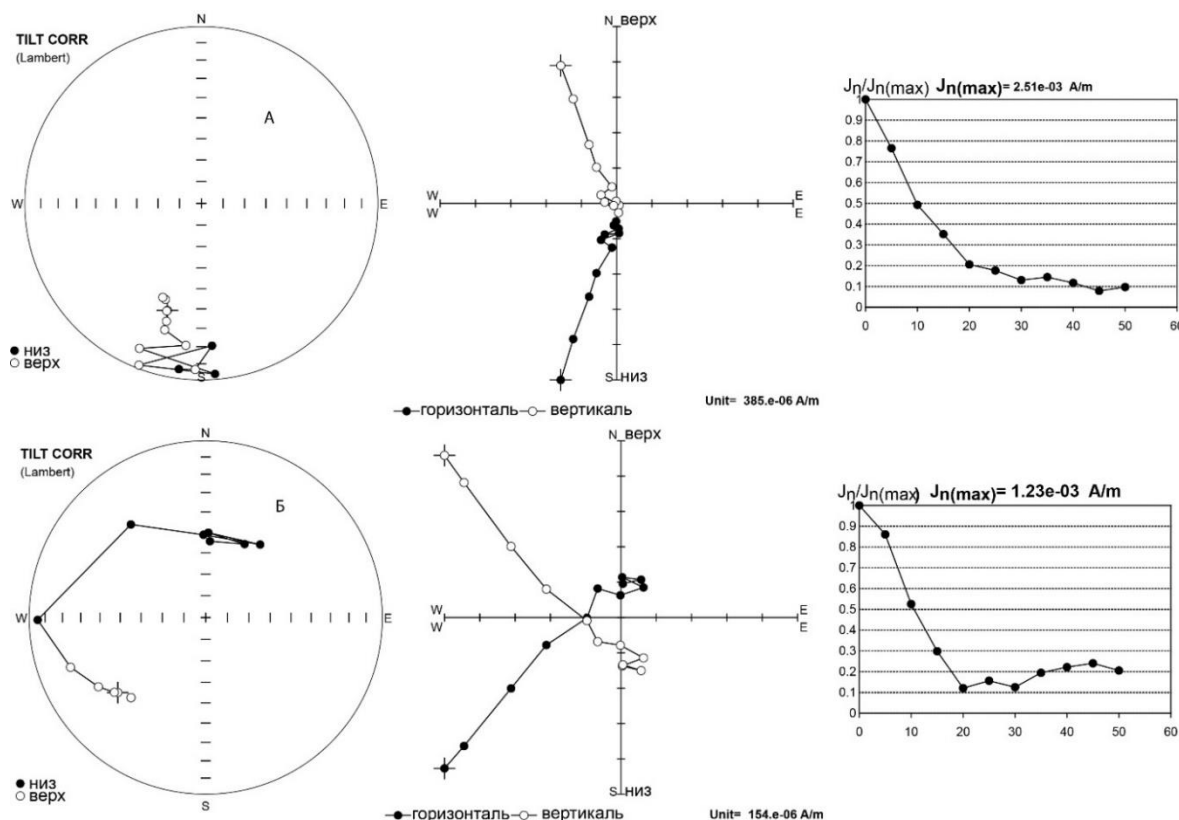 N
TILT CORR
(Lambert)
А
W
E
S
низ
верх
N верх
W
W
E
E
S низ
горизонталь вертикаль
Unit= 385.e-06 A/m
Jn/Jn(max) Jn(max)= 2.51e-03 A/m
1
0.9
0.8
0.7
0.6
0.5
0.4
0.3
0.2
0.1
0
0 10 20 30 40 50 60
N
TILT CORR
(Lambert)
Б
W
E
S
низ
верх
N верх
W
W
E
E
S низ
горизонталь вертикаль
Unit= 154.e-06 A/m
Jn/Jn(max) Jn(max)= 1.23e-03 A/m
1
0.9
0.8
0.7
0.6
0.5
0.4
0.3
0.2
0.1
0
0 10 20 30 40 50 60